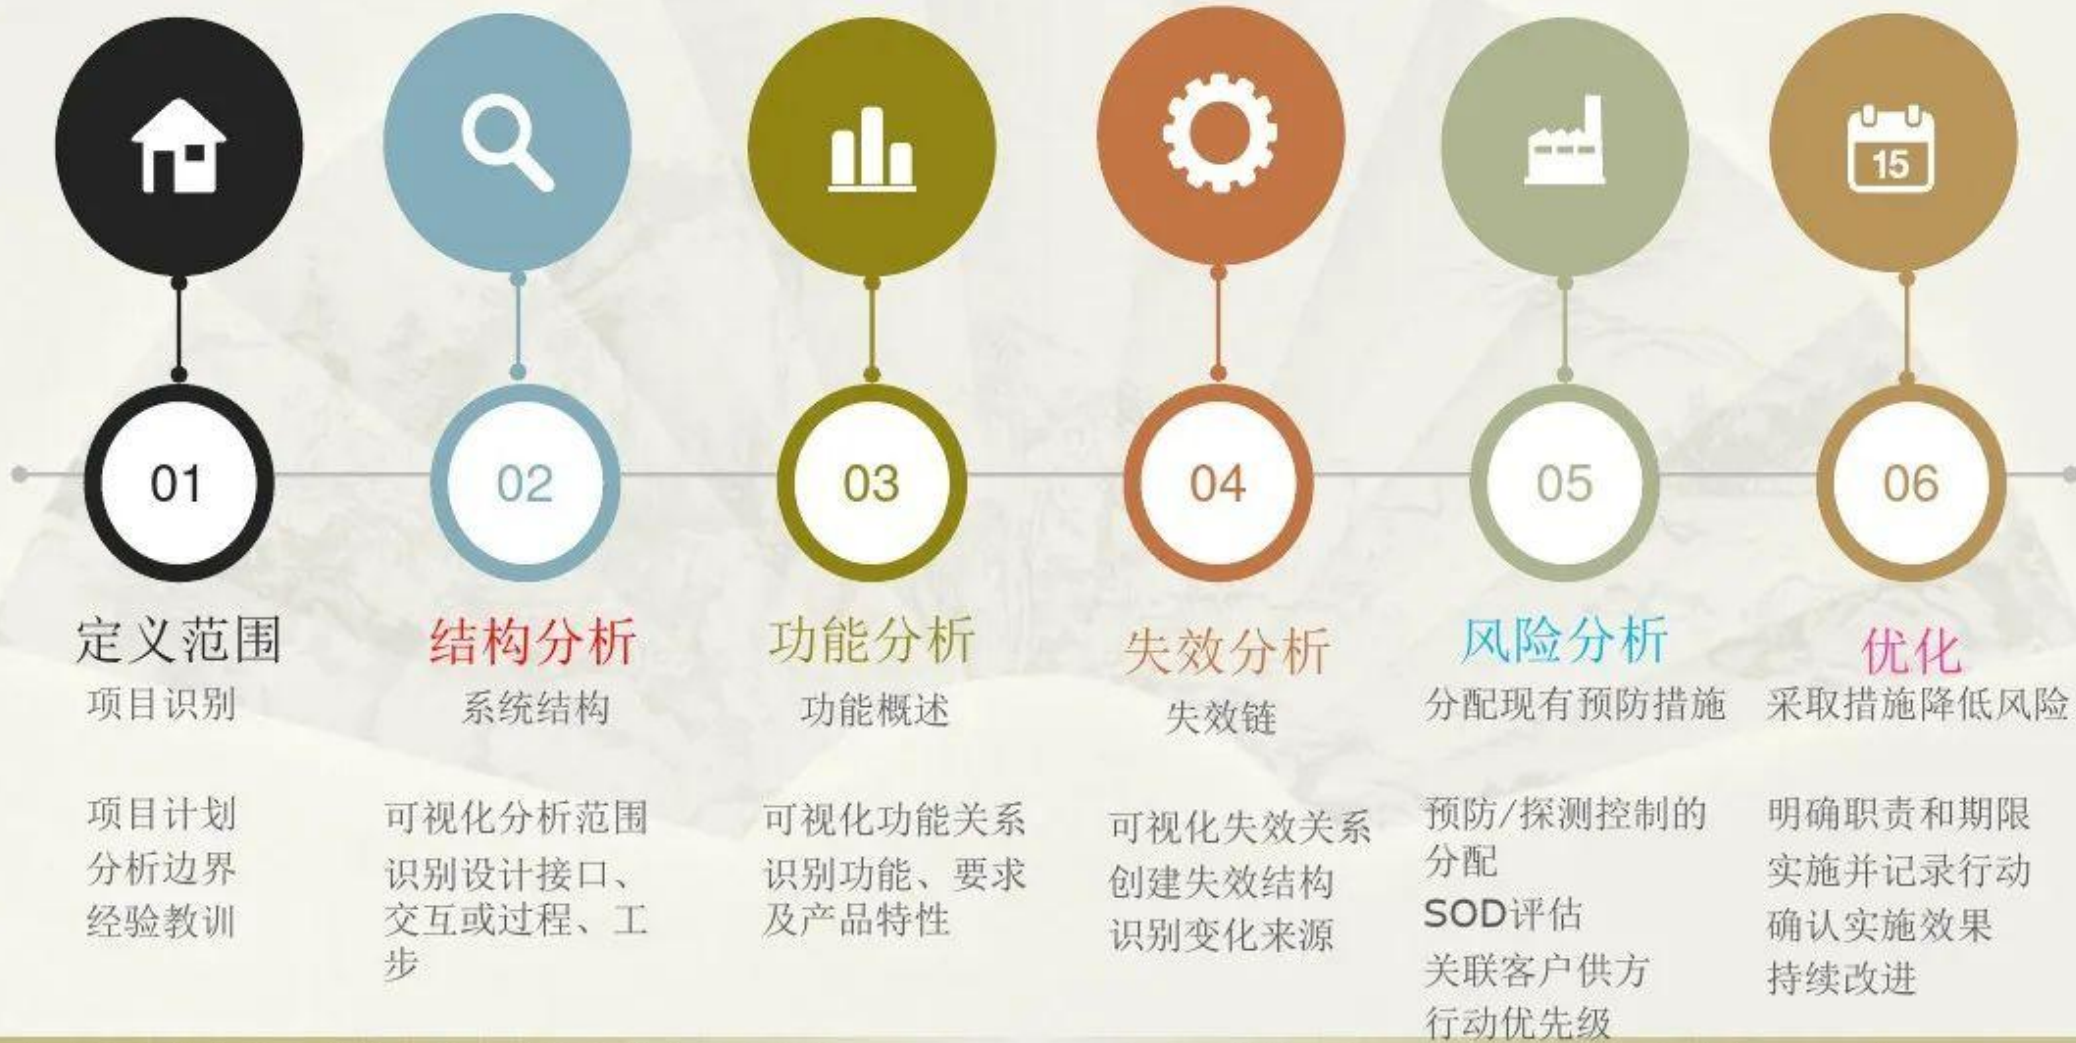 15
01
02
03
04
05
06
定义范围
项目识别
项目计划
分析边界
经验教训
结构分析
系统结构
可视化分析范围
识别设计接口、
交互或过程、工
步
功能分析
功能概述
可视化功能关系
识别功能、要求
及产品特性
失效分析
失效链
可视化失效关系
创建失效结构
识别变化来源
风险分析
分配现有预防措施
预防/探测控制的
分配
SOD评估
关联客户供方
行动优先级
优化
采取措施降低风险
明确职责和期限
实施并记录行动
确认实施效果
持续改进